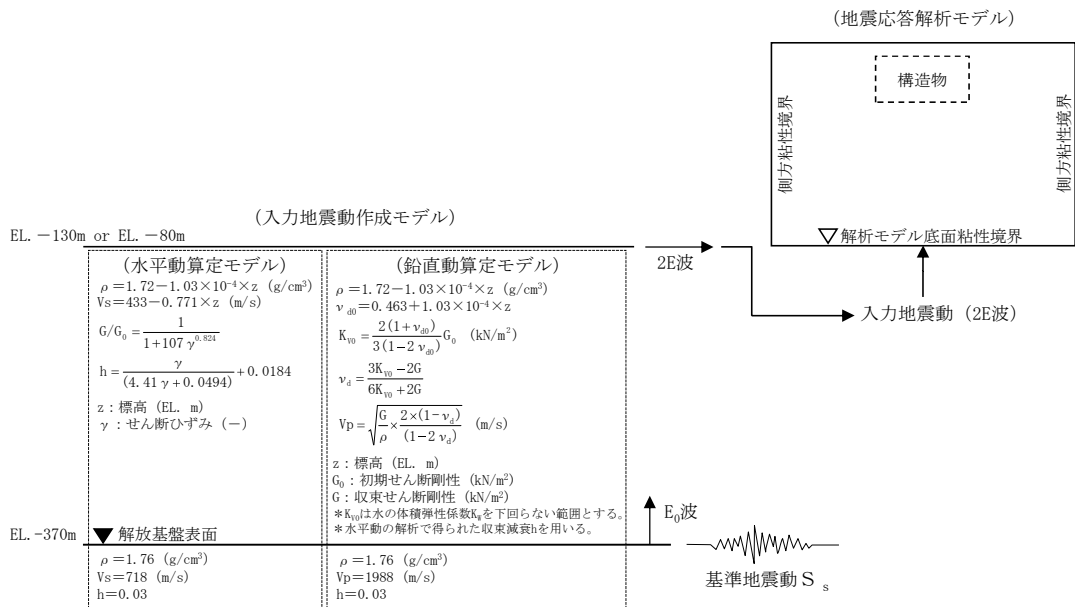 (地震応答解析モデル)
構造物
側方粘性境界
側方粘性境界
▽解析モデル底面粘性境界
(入力地震動作成モデル)
EL.－130m or EL.－80m
2E波
入力地震動（2E波）
(水平動算定モデル)
ρ＝1.72－1.03×10⁻⁴×z (g/cm³)
Vs＝433－0.771×z (m/s)
G/G₀ = 1/(1+107 γ^0.824)
h = γ/(4.41 γ + 0.0494) + 0.0184
z：標高 (EL. m)
γ：せん断ひずみ (－)
(鉛直動算定モデル)
ρ＝1.72－1.03×10⁻⁴×z (g/cm³)
ν_d0＝0.463＋1.03×10⁻⁴×z
K_V0 = 2(1+ν_d0)/3(1-2ν_d0) G₀ (kN/m²)
ν_d = (3K_V0 − 2G)/(6K_V0 + 2G)
Vp = √(G/ρ × 2×(1−ν_d)/(1−2ν_d)) (m/s)
z：標高 (EL. m)
G₀：初期せん断剛性 (kN/m²)
G：収束せん断剛性 (kN/m²)
＊K_V0は水の体積弾性係数K_Wを下回らない範囲とする。
＊水平動の解析で得られた収束減衰hを用いる。
EL.-370m
▼解放基盤表面
E₀波
ρ＝1.76 (g/cm³)
Vs＝718 (m/s)
h＝0.03
ρ＝1.76 (g/cm³)
Vp＝1988 (m/s)
h＝0.03
基準地震動Ｓ_s